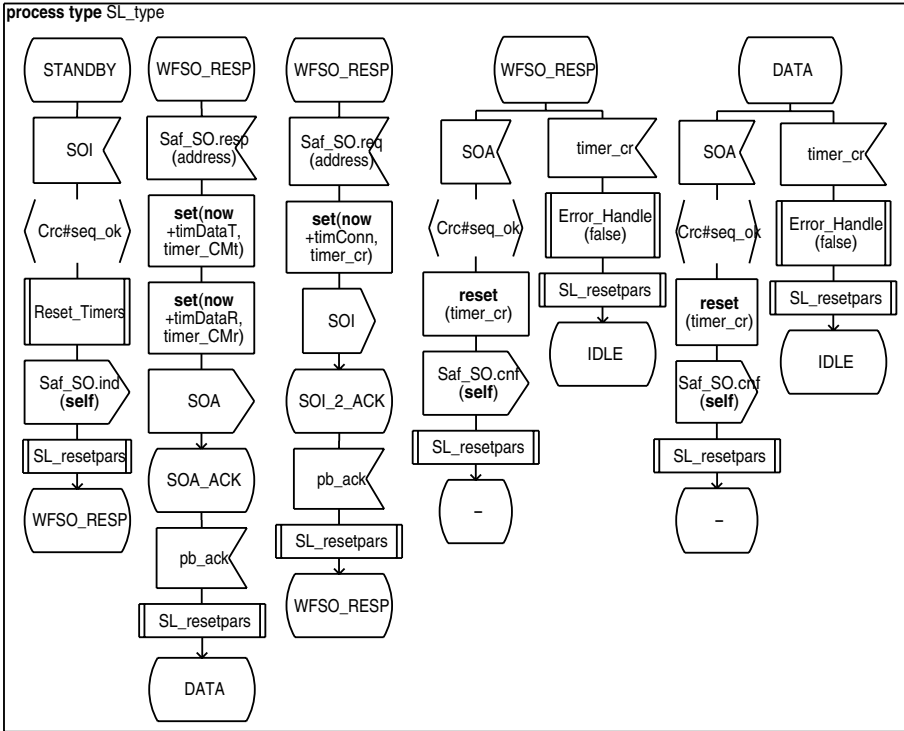 process type SL_type
STANDBY
SOI
Crc#seq_ok
Reset_Timers
Saf_SO.ind
(self)
SL_resetpars
WFSO_RESP
WFSO_RESP
Saf_SO.resp
(address)
set(now
+timDataT,
timer_CMt)
set(now
+timDataR,
timer_CMr)
SOA
SOA_ACK
pb_ack
SL_resetpars
DATA
WFSO_RESP
Saf_SO.req
(address)
set(now
+timConn,
timer_cr)
SOI
SOI_2_ACK
pb_ack
SL_resetpars
WFSO_RESP
WFSO_RESP
SOA
Crc#seq_ok
reset
(timer_cr)
Saf_SO.cnf
(self)
SL_resetpars
–
timer_cr
Error_Handle
(false)
SL_resetpars
IDLE
DATA
SOA
Crc#seq_ok
reset
(timer_cr)
Saf_SO.cnf
(self)
SL_resetpars
–
timer_cr
Error_Handle
(false)
SL_resetpars
IDLE